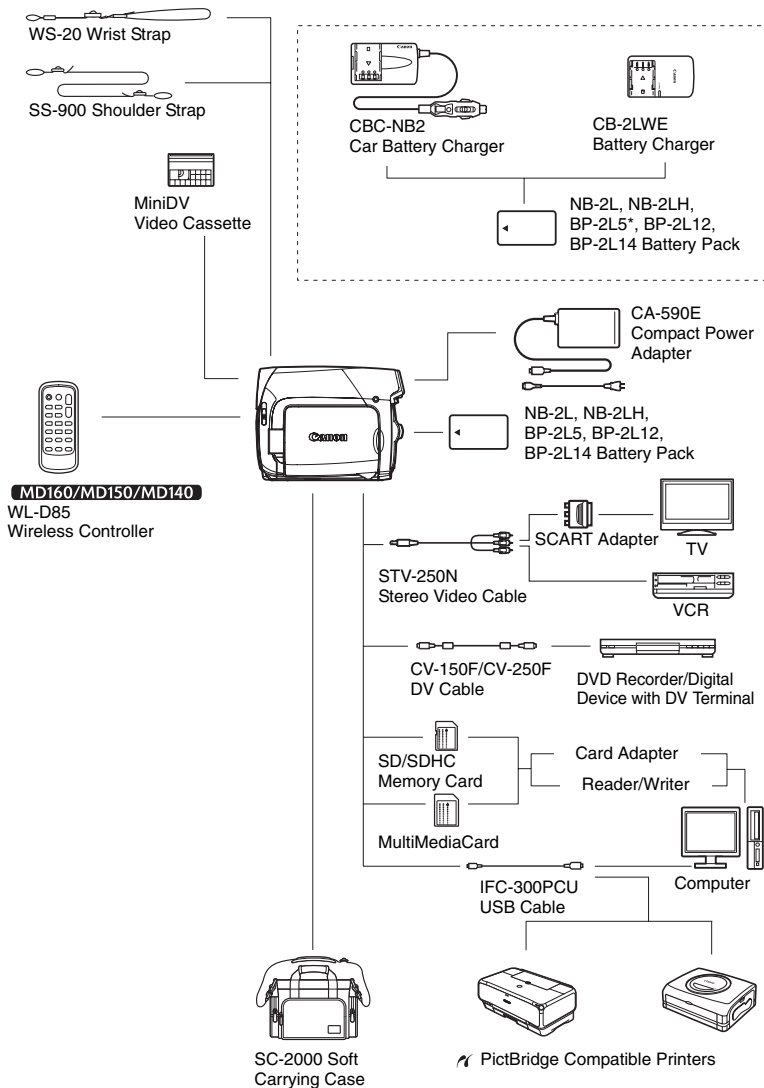 WS-20 Wrist Strap
SS-900 Shoulder Strap
MiniDV
Video Cassette
Canon
CBC-NB2
Car Battery Charger
Canon
CB-2LWE
Battery Charger
NB-2L, NB-2LH,
BP-2L5*, BP-2L12,
BP-2L14 Battery Pack
CA-590E
Compact Power
Adapter
Canon
NB-2L, NB-2LH,
BP-2L5, BP-2L12,
BP-2L14 Battery Pack
MD160/MD150/MD140
WL-D85
Wireless Controller
STV-250N
Stereo Video Cable
SCART Adapter
TV
VCR
CV-150F/CV-250F
DV Cable
DVD Recorder/Digital
Device with DV Terminal
SD/SDHC
Memory Card
MultiMediaCard
Card Adapter
Reader/Writer
Computer
IFC-300PCU
USB Cable
SC-2000 Soft
Carrying Case
PictBridge Compatible Printers